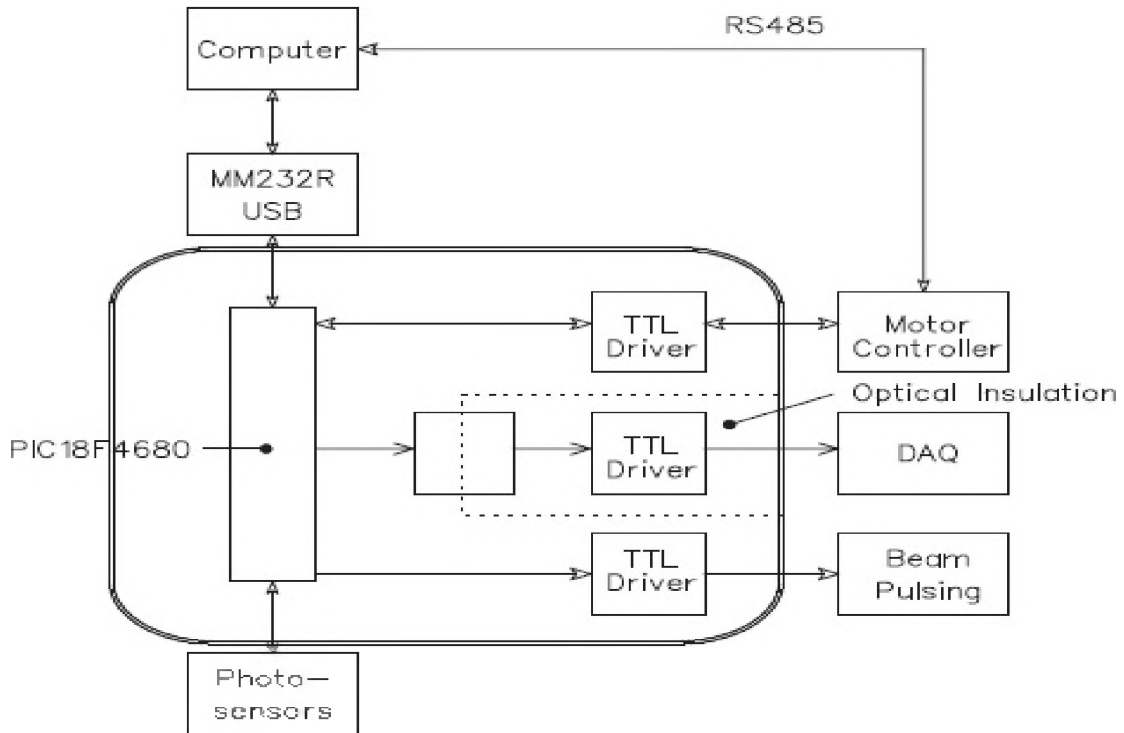 RS485
Computer
MM232R
USB
TTL
Driver
Motor
Controller
Optical Insulation
PIC18F4680
TTL
Driver
DAQ
TTL
Driver
Beam
Pulsing
Photo-
sensors